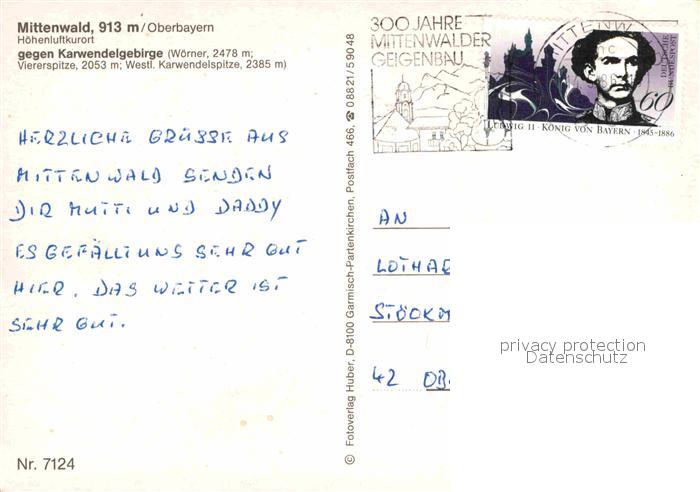 Mittenwald, 913 m/Oberbayern
Höhenluftkurort
gegen Karwendelgebirge (Wörner, 2478 m;
Viererspitze, 2053 m; Westl. Karwendelspitze, 2385 m)
HERZLICHE GRÜSSE AUS
MITTENWALD SENDEN
DIR MUTTI UND DADDY
ES GEFÄLLT UNS SEHR GUT
HIER. DAS WETTER IST
SEHR GUT.
Nr. 7124
© Fotoverlag Huber, D-8100 Garmisch-Partenkirchen, Postfach 466, ☎ 08821/59048
300 JAHRE
MITTENWALDER
GEIGENBAU
MITTENW
DEUTSCHE BUNDESPOST
60
LUDWIG II · KÖNIG VON BAYERN · 1845-1886
AN
LOTHAR
STÖCKM
42 OB
privacy protection
Datenschutz